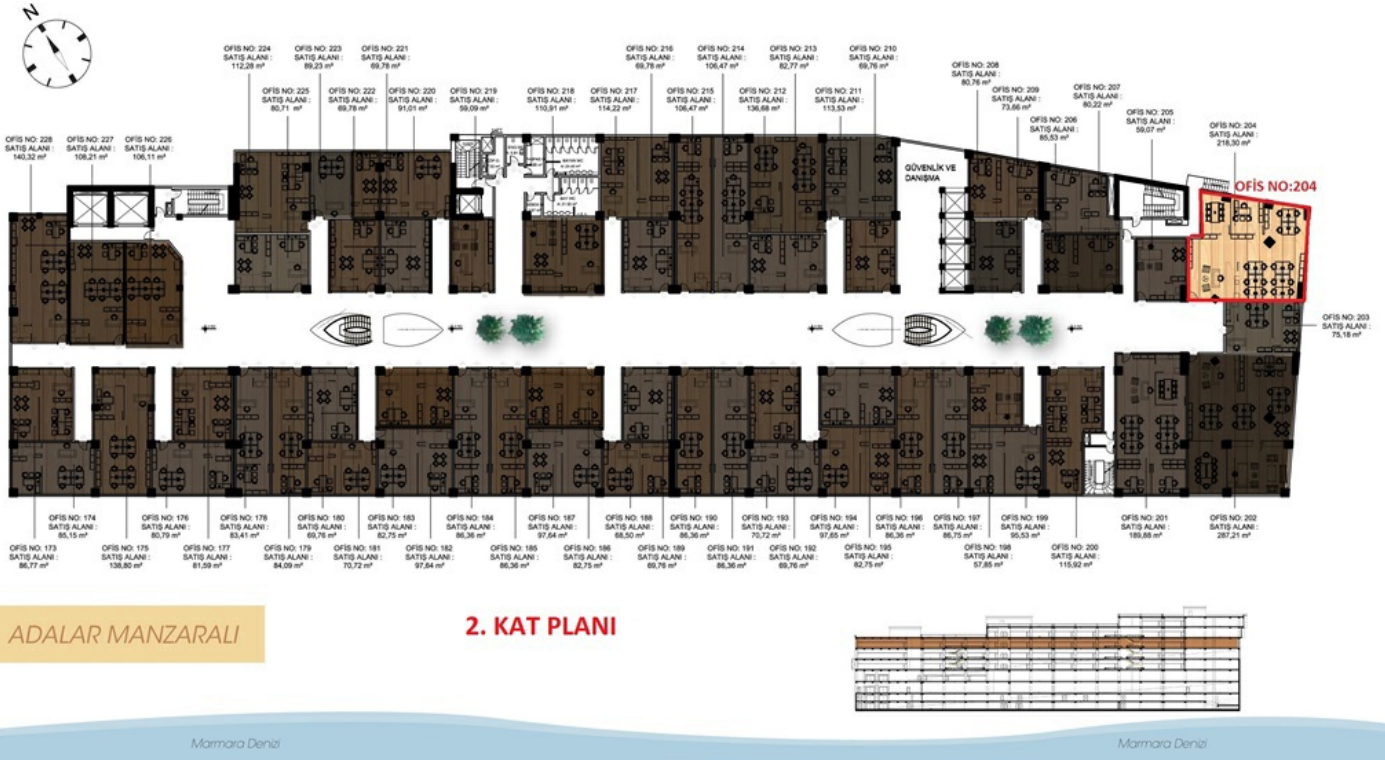 N
OFİS NO: 224
SATIŞ ALANI :
112,28 m²
OFİS NO: 223
SATIŞ ALANI :
89,23 m²
OFİS NO: 221
SATIŞ ALANI :
69,78 m²
OFİS NO: 216
SATIŞ ALANI :
69,78 m²
OFİS NO: 214
SATIŞ ALANI :
106,47 m²
OFİS NO: 213
SATIŞ ALANI :
82,77 m²
OFİS NO: 210
SATIŞ ALANI :
69,76 m²
OFİS NO: 208
SATIŞ ALANI :
80,76 m²
OFİS NO: 225
SATIŞ ALANI :
80,71 m²
OFİS NO: 222
SATIŞ ALANI :
69,78 m²
OFİS NO: 220
SATIŞ ALANI :
91,01 m²
OFİS NO: 219
SATIŞ ALANI :
59,09 m²
OFİS NO: 218
SATIŞ ALANI :
110,91 m²
OFİS NO: 217
SATIŞ ALANI :
114,22 m²
OFİS NO: 215
SATIŞ ALANI :
106,47 m²
OFİS NO: 212
SATIŞ ALANI :
136,68 m²
OFİS NO: 211
SATIŞ ALANI :
113,53 m²
OFİS NO: 209
SATIŞ ALANI :
73,66 m²
OFİS NO: 207
SATIŞ ALANI :
80,22 m²
OFİS NO: 206
SATIŞ ALANI :
85,53 m²
OFİS NO: 205
SATIŞ ALANI :
59,07 m²
OFİS NO: 204
SATIŞ ALANI :
218,30 m²
OFİS NO: 228
SATIŞ ALANI :
140,32 m²
OFİS NO: 227
SATIŞ ALANI :
108,21 m²
OFİS NO: 226
SATIŞ ALANI :
106,11 m²
GÜVENLİK VE
DANIŞMA
OFİS NO:204
OFİS NO: 203
SATIŞ ALANI :
75,18 m²
OFİS NO: 174
SATIŞ ALANI :
85,15 m²
OFİS NO: 176
SATIŞ ALANI :
80,79 m²
OFİS NO: 178
SATIŞ ALANI :
83,41 m²
OFİS NO: 180
SATIŞ ALANI :
69,76 m²
OFİS NO: 183
SATIŞ ALANI :
82,75 m²
OFİS NO: 184
SATIŞ ALANI :
86,36 m²
OFİS NO: 187
SATIŞ ALANI :
97,64 m²
OFİS NO: 188
SATIŞ ALANI :
68,50 m²
OFİS NO: 190
SATIŞ ALANI :
86,36 m²
OFİS NO: 193
SATIŞ ALANI :
70,72 m²
OFİS NO: 194
SATIŞ ALANI :
97,65 m²
OFİS NO: 196
SATIŞ ALANI :
86,36 m²
OFİS NO: 197
SATIŞ ALANI :
86,75 m²
OFİS NO: 199
SATIŞ ALANI :
95,53 m²
OFİS NO: 201
SATIŞ ALANI :
189,88 m²
OFİS NO: 202
SATIŞ ALANI :
287,21 m²
OFİS NO: 173
SATIŞ ALANI :
86,77 m²
OFİS NO: 175
SATIŞ ALANI :
138,80 m²
OFİS NO: 177
SATIŞ ALANI :
81,59 m²
OFİS NO: 179
SATIŞ ALANI :
84,09 m²
OFİS NO: 181
SATIŞ ALANI :
70,72 m²
OFİS NO: 182
SATIŞ ALANI :
97,64 m²
OFİS NO: 185
SATIŞ ALANI :
86,36 m²
OFİS NO: 186
SATIŞ ALANI :
82,75 m²
OFİS NO: 189
SATIŞ ALANI :
69,76 m²
OFİS NO: 191
SATIŞ ALANI :
86,36 m²
OFİS NO: 192
SATIŞ ALANI :
69,76 m²
OFİS NO: 195
SATIŞ ALANI :
82,75 m²
OFİS NO: 198
SATIŞ ALANI :
57,85 m²
OFİS NO: 200
SATIŞ ALANI :
115,92 m²
ADALAR MANZARALI
2. KAT PLANI
Marmara Denizi
Marmara Denizi